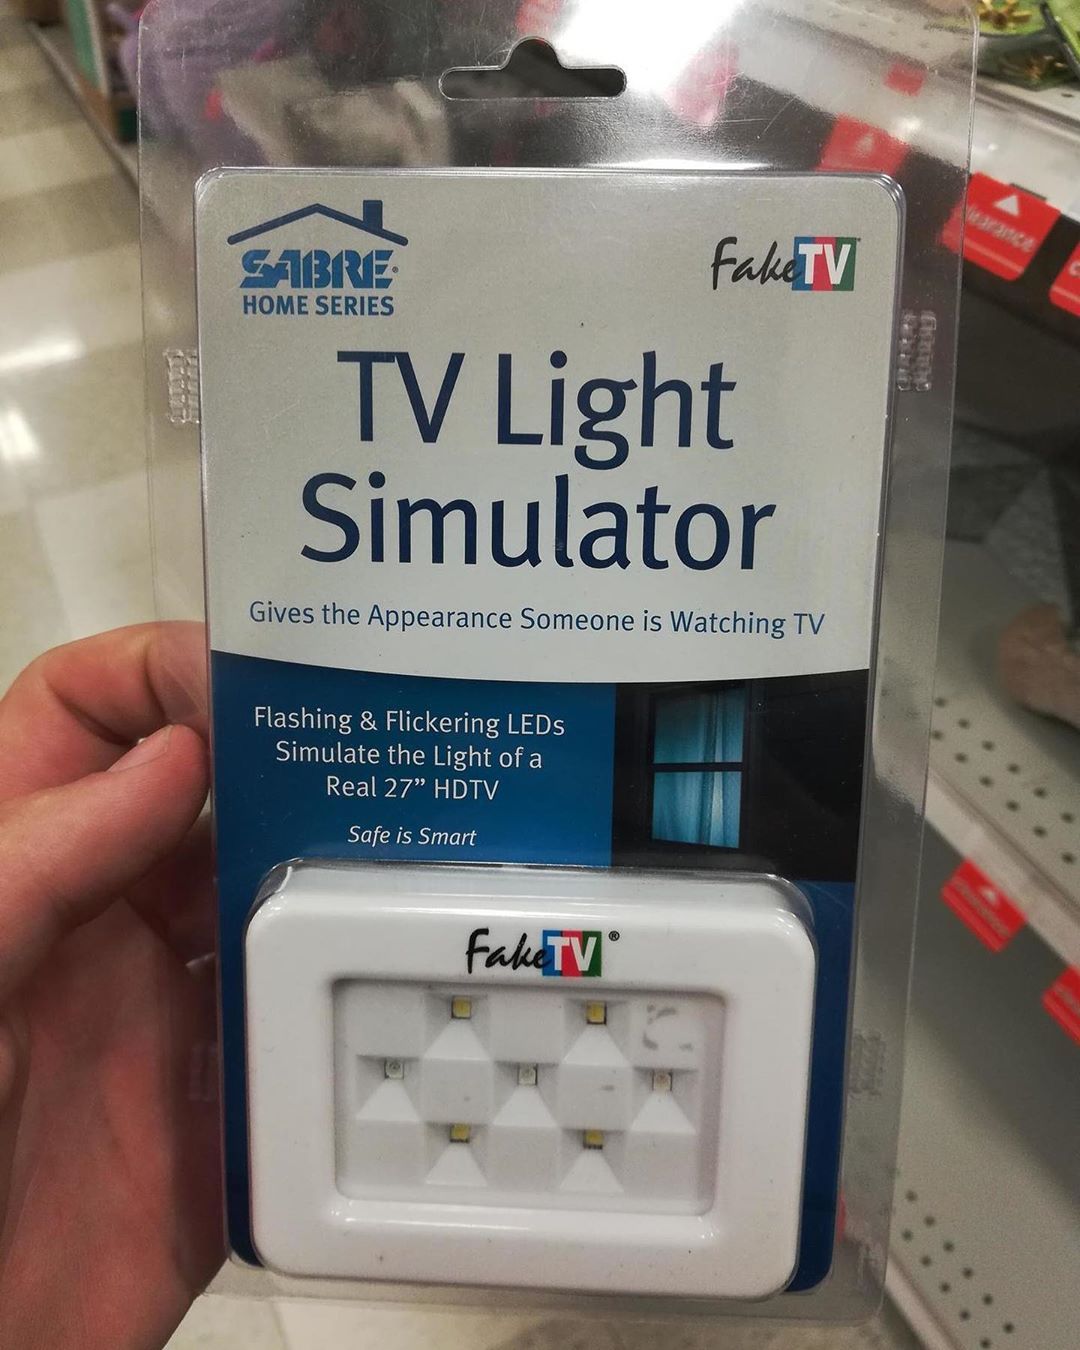 SABRE®
HOME SERIES
FakeTV
TV Light
Simulator
Gives the Appearance Someone is Watching TV
Flashing & Flickering LEDs
Simulate the Light of a
Real 27” HDTV
Safe is Smart
FakeTV®
clearance